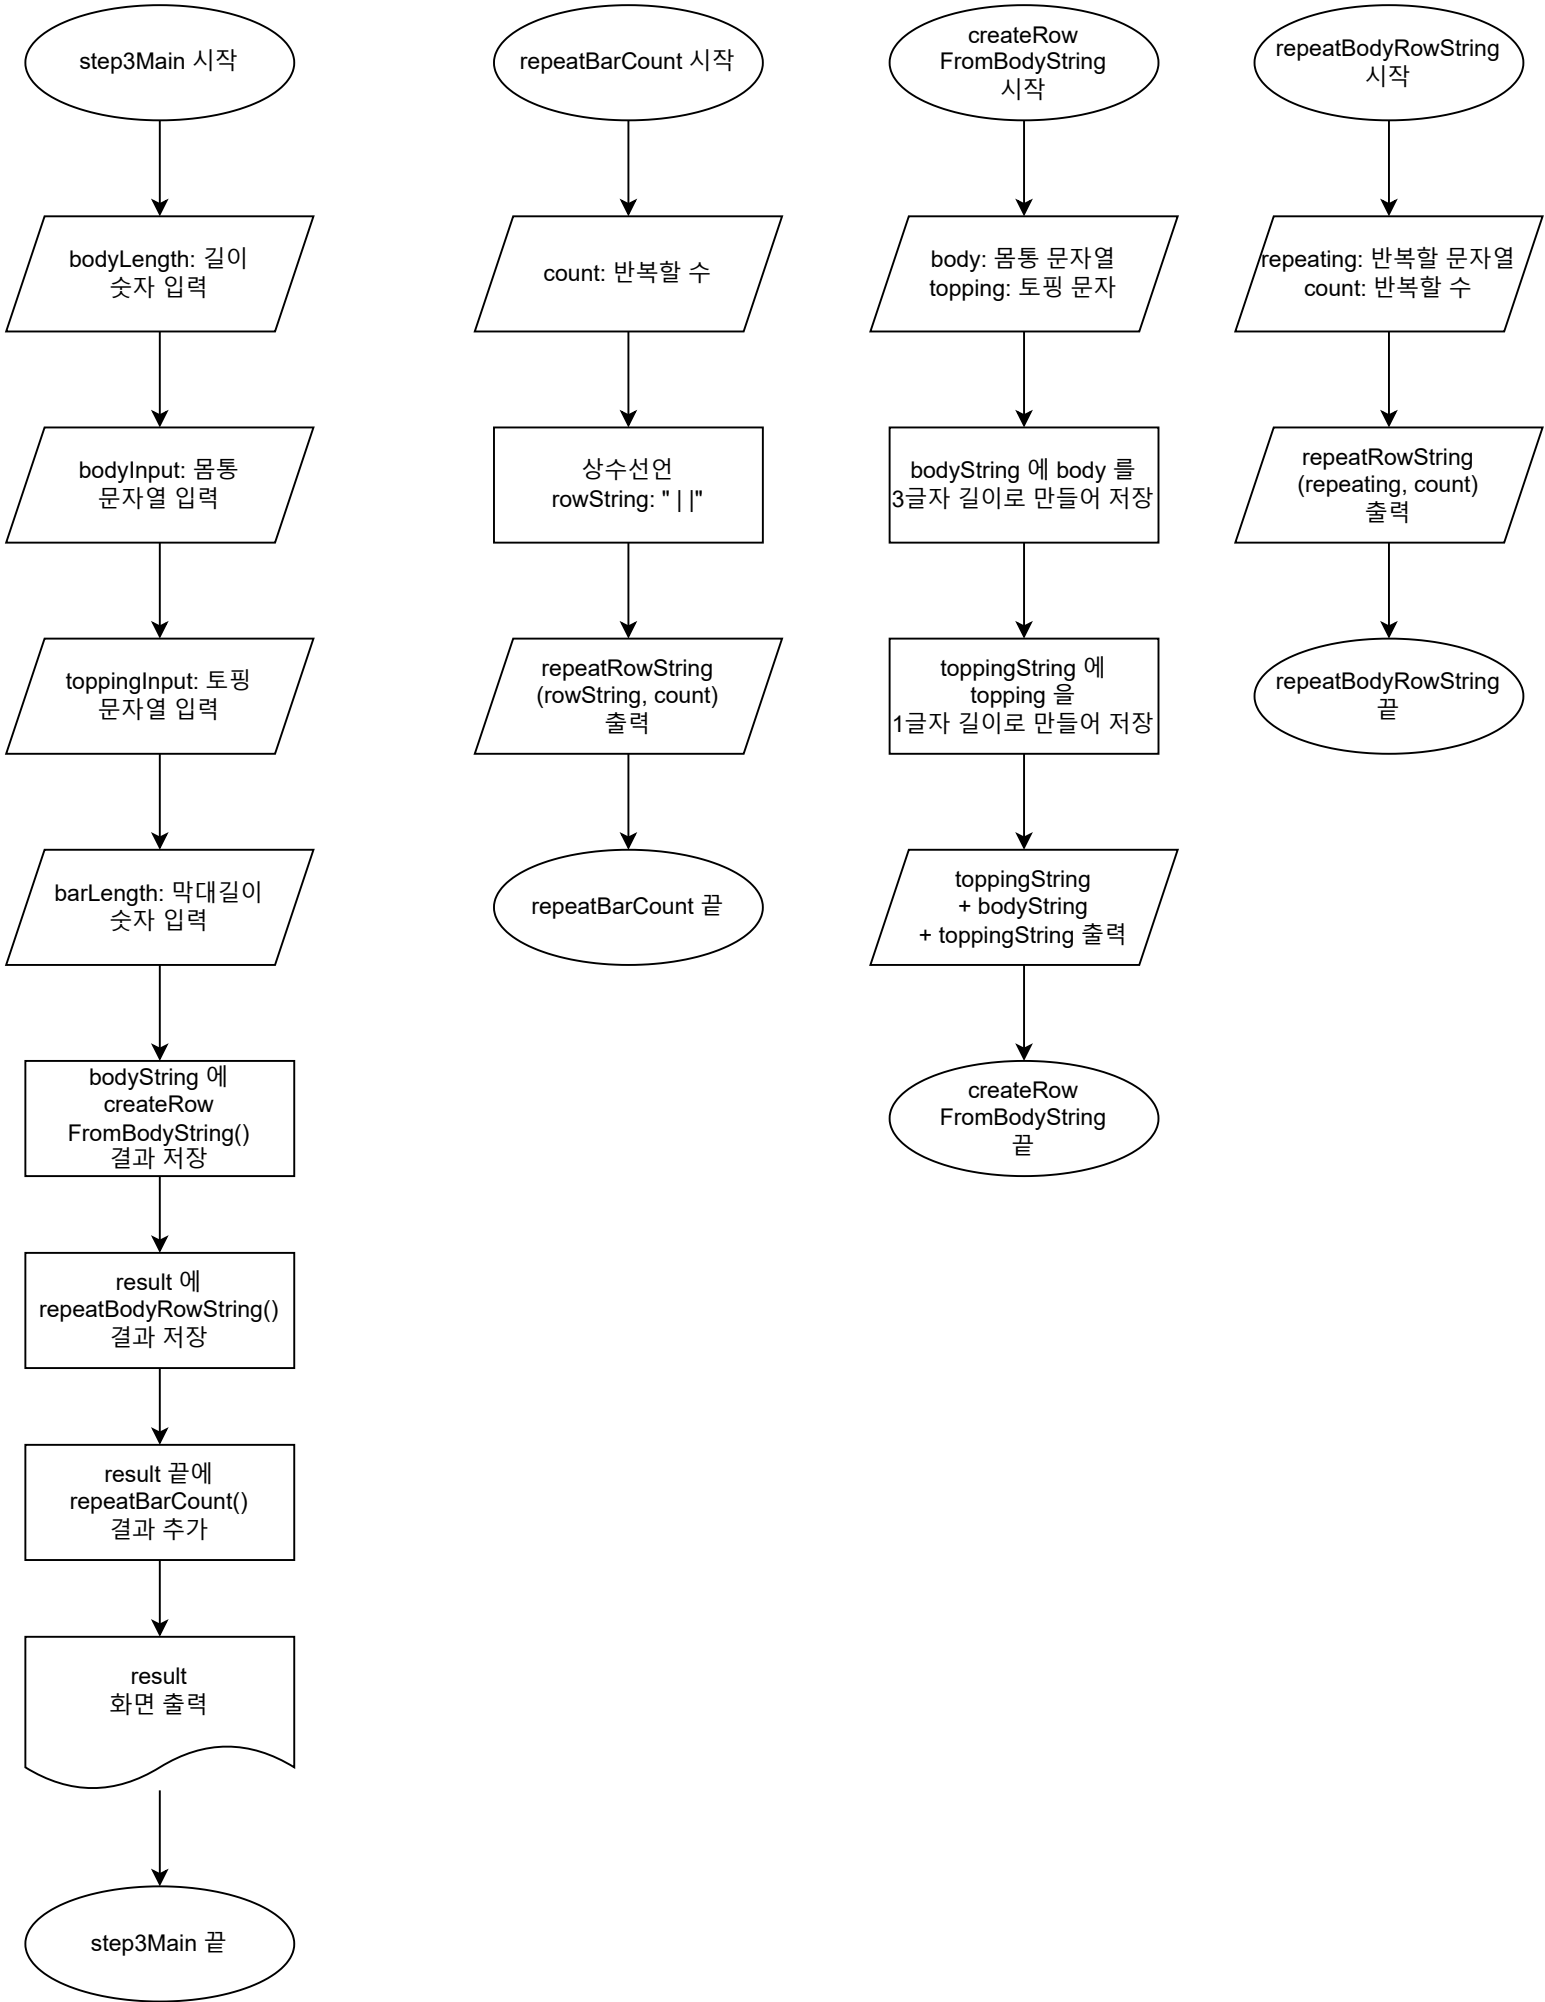 step3Main 시작
bodyLength: 길이
숫자 입력
bodyInput: 몸통
문자열 입력
toppingInput: 토핑
문자열 입력
barLength: 막대길이
숫자 입력
bodyString 에
createRow
FromBodyString()
결과 저장
result 에
repeatBodyRowString()
결과 저장
result 끝에
repeatBarCount()
결과 추가
result
화면 출력
step3Main 끝
repeatBarCount 시작
count: 반복할 수
상수선언
rowString: " | |"
repeatRowString
(rowString, count)
출력
repeatBarCount 끝
createRow
FromBodyString
시작
body: 몸통 문자열
topping: 토핑 문자
bodyString 에 body 를
3글자 길이로 만들어 저장
toppingString 에
topping 을
1글자 길이로 만들어 저장
toppingString
+ bodyString
+ toppingString 출력
createRow
FromBodyString
끝
repeatBodyRowString
시작
repeating: 반복할 문자열
count: 반복할 수
repeatRowString
(repeating, count)
출력
repeatBodyRowString
끝